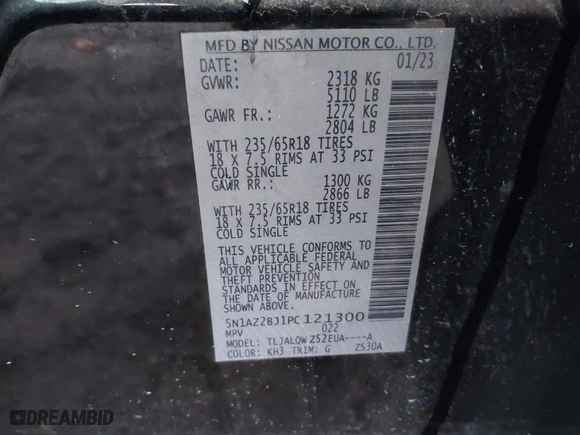 MFD BY NISSAN MOTOR CO., LTD.
DATE: 01/23
GVWR: 2318 KG
5110 LB
GAWR FR.: 1272 KG
2804 LB
WITH 235/65R18 TIRES
18 X 7.5 RIMS AT 33 PSI
COLD SINGLE
GAWR RR.: 1300 KG
2866 LB
WITH 235/65R18 TIRES
18 X 7.5 RIMS AT 33 PSI
COLD SINGLE
THIS VEHICLE CONFORMS TO
ALL APPLICABLE FEDERAL
MOTOR VEHICLE SAFETY AND
THEFT PREVENTION
STANDARDS IN EFFECT ON
THE DATE OF MANUFACTURE
SHOWN ABOVE.
5N1AZ2BJ1PC121300
MPV 022
MODEL: TLJALQWZ52EUA----A
COLOR: KH3 TRIM: G ZS30A
DREAMBID